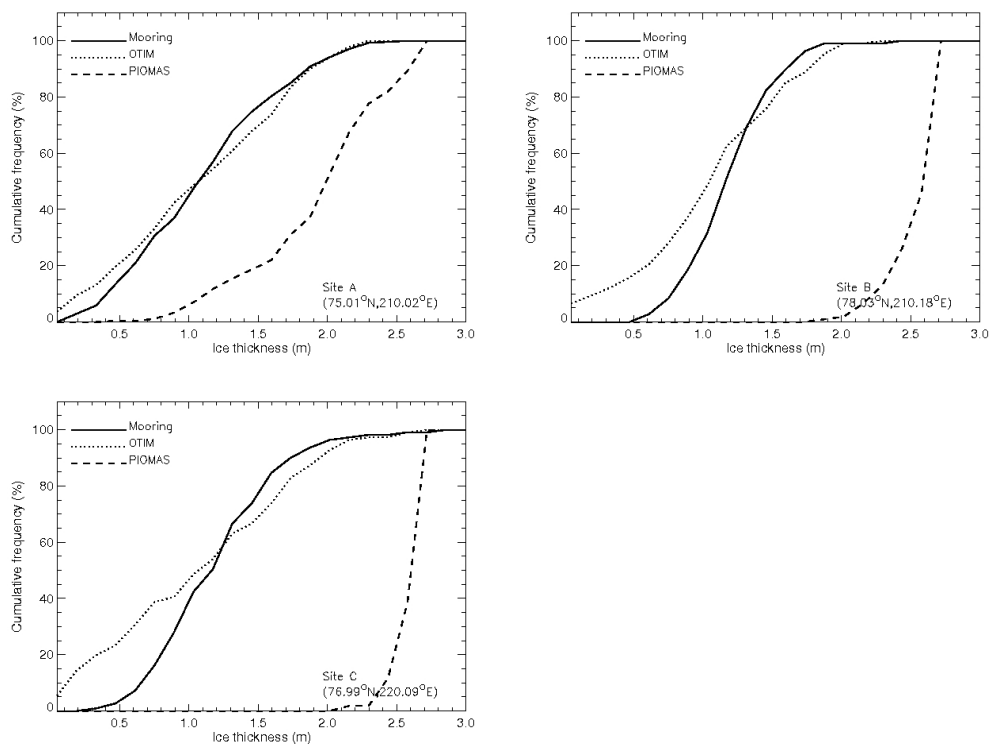 Mooring
OTIM
PIOMAS
100
80
60
40
20
0
Cumulative frequency (%)
Site A
(75.01°N,210.02°E)
0.5 1.0 1.5 2.0 2.5 3.0
Ice thickness (m)
Mooring
OTIM
PIOMAS
100
80
60
40
20
0
Cumulative frequency (%)
Site B
(78.03°N,210.18°E)
0.5 1.0 1.5 2.0 2.5 3.0
Ice thickness (m)
Mooring
OTIM
PIOMAS
100
80
60
40
20
0
Cumulative frequency (%)
Site C
(76.99°N,220.09°E)
0.5 1.0 1.5 2.0 2.5 3.0
Ice thickness (m)